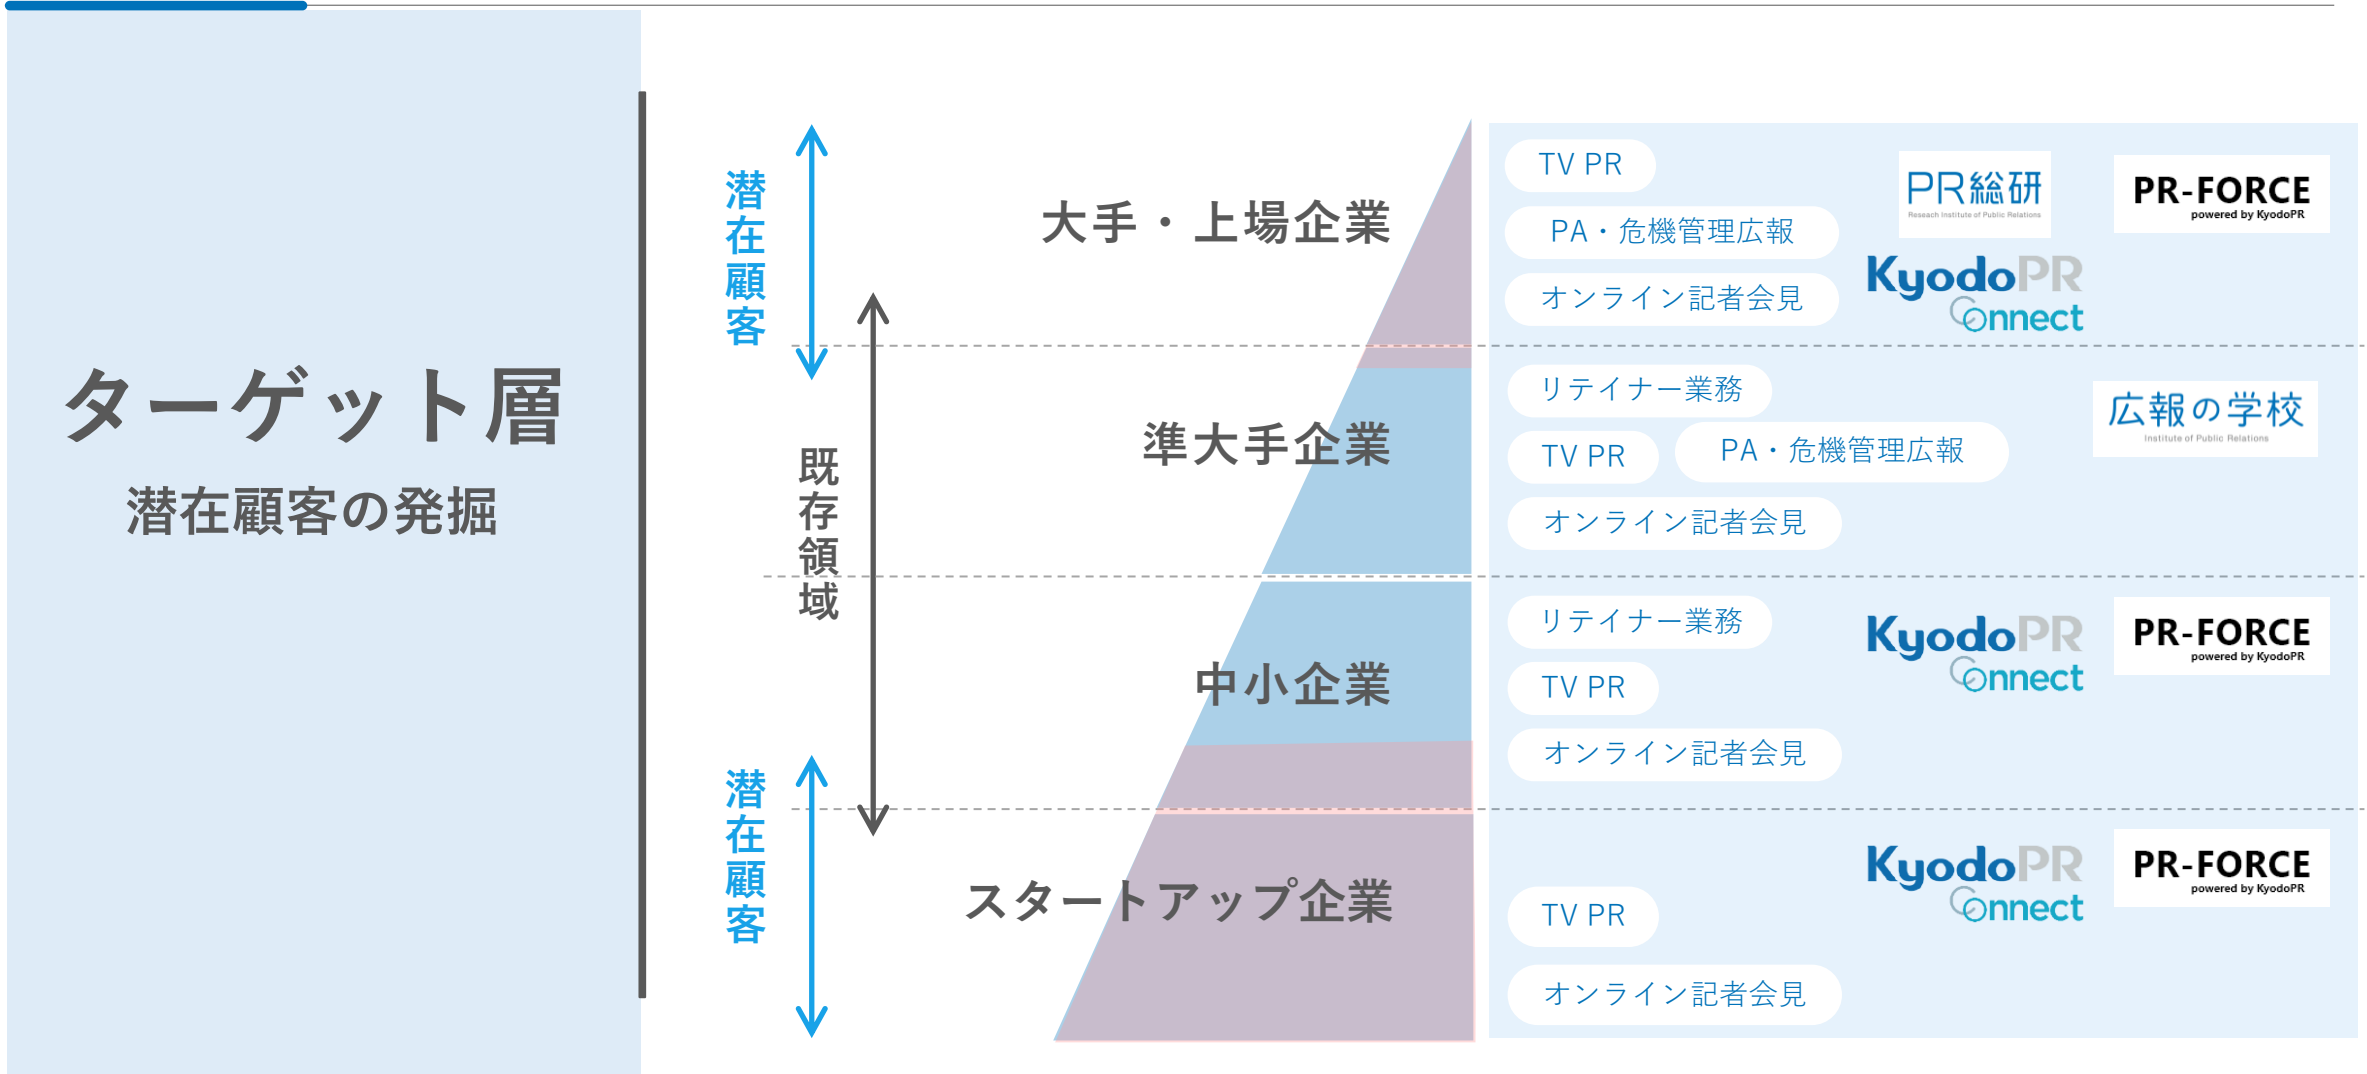 ターゲット層
潜在顧客の発掘
潜在顧客
既存領域
潜在顧客
大手・上場企業
TV PR
PA・危機管理広報
オンライン記者会見
PR総研
Reseach Institute of Public Relations
PR-FORCE
powered by KyodoPR
KyodoPR
Connect
準大手企業
リテイナー業務
TV PR
PA・危機管理広報
オンライン記者会見
広報の学校
Institute of Public Relations
中小企業
リテイナー業務
TV PR
オンライン記者会見
KyodoPR
Connect
PR-FORCE
powered by KyodoPR
スタートアップ企業
TV PR
オンライン記者会見
KyodoPR
Connect
PR-FORCE
powered by KyodoPR